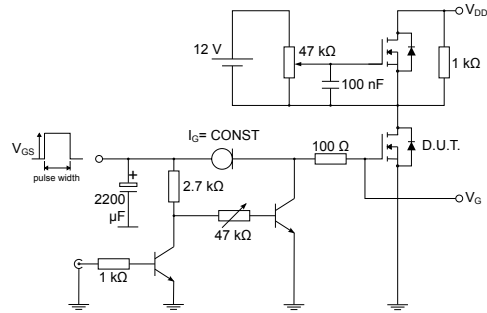 V_DD
12 V
47 kΩ
1 kΩ
100 nF
I_G= CONST
100 Ω
D.U.T.
V_GS
pulse width
+
2.7 kΩ
2200
μF
47 kΩ
V_G
1 kΩ